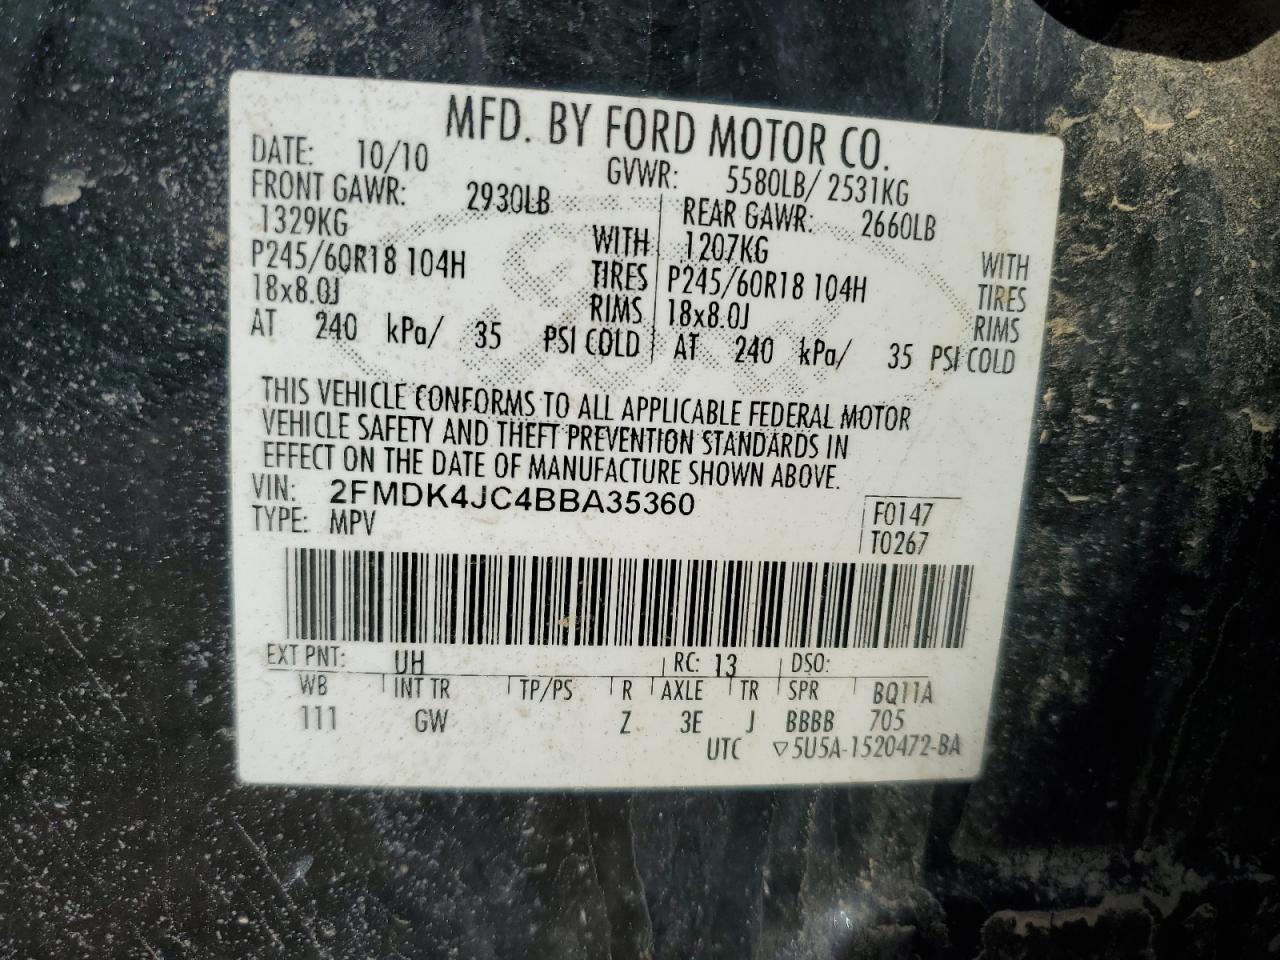 MFD. BY FORD MOTOR CO.
DATE: 10/10 GVWR: 5580LB/ 2531KG
FRONT GAWR: 2930LB REAR GAWR: 2660LB
1329KG WITH 1207KG WITH
P245/60R18 104H TIRES P245/60R18 104H TIRES
18x8.0J RIMS 18x8.0J RIMS
AT 240 kPa/ 35 PSI COLD AT 240 kPa/ 35 PSI COLD
THIS VEHICLE CONFORMS TO ALL APPLICABLE FEDERAL MOTOR
VEHICLE SAFETY AND THEFT PREVENTION STANDARDS IN
EFFECT ON THE DATE OF MANUFACTURE SHOWN ABOVE.
VIN: 2FMDK4JC4BBA35360 F0147
TYPE: MPV T0267
EXT PNT: UH RC: 13 DSO:
WB INT TR TP/PS R AXLE TR SPR BQ11A
111 GW Z 3E J BBBB 705
UTC ▽5U5A-1520472-BA